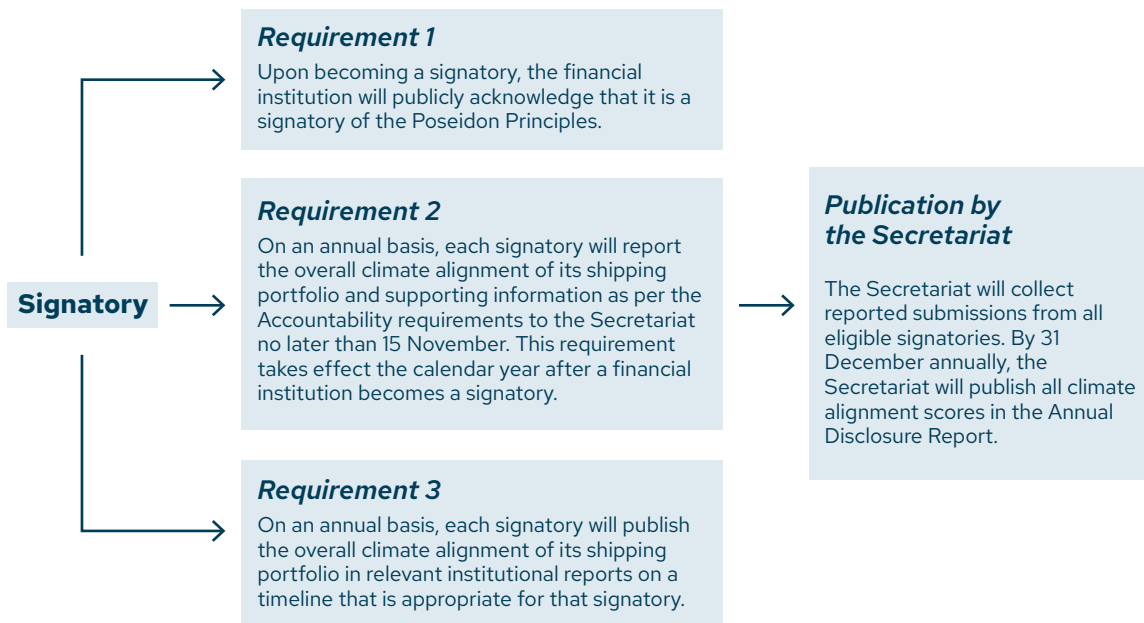 Requirement 1
Upon becoming a signatory, the financial
institution will publicly acknowledge that it is a
signatory of the Poseidon Principles.
Signatory
Requirement 2
On an annual basis, each signatory will report
the overall climate alignment of its shipping
portfolio and supporting information as per the
Accountability requirements to the Secretariat
no later than 15 November. This requirement
takes effect the calendar year after a financial
institution becomes a signatory.
Requirement 3
On an annual basis, each signatory will publish
the overall climate alignment of its shipping
portfolio in relevant institutional reports on a
timeline that is appropriate for that signatory.
Publication by
the Secretariat
The Secretariat will collect
reported submissions from all
eligible signatories. By 31
December annually, the
Secretariat will publish all climate
alignment scores in the Annual
Disclosure Report.